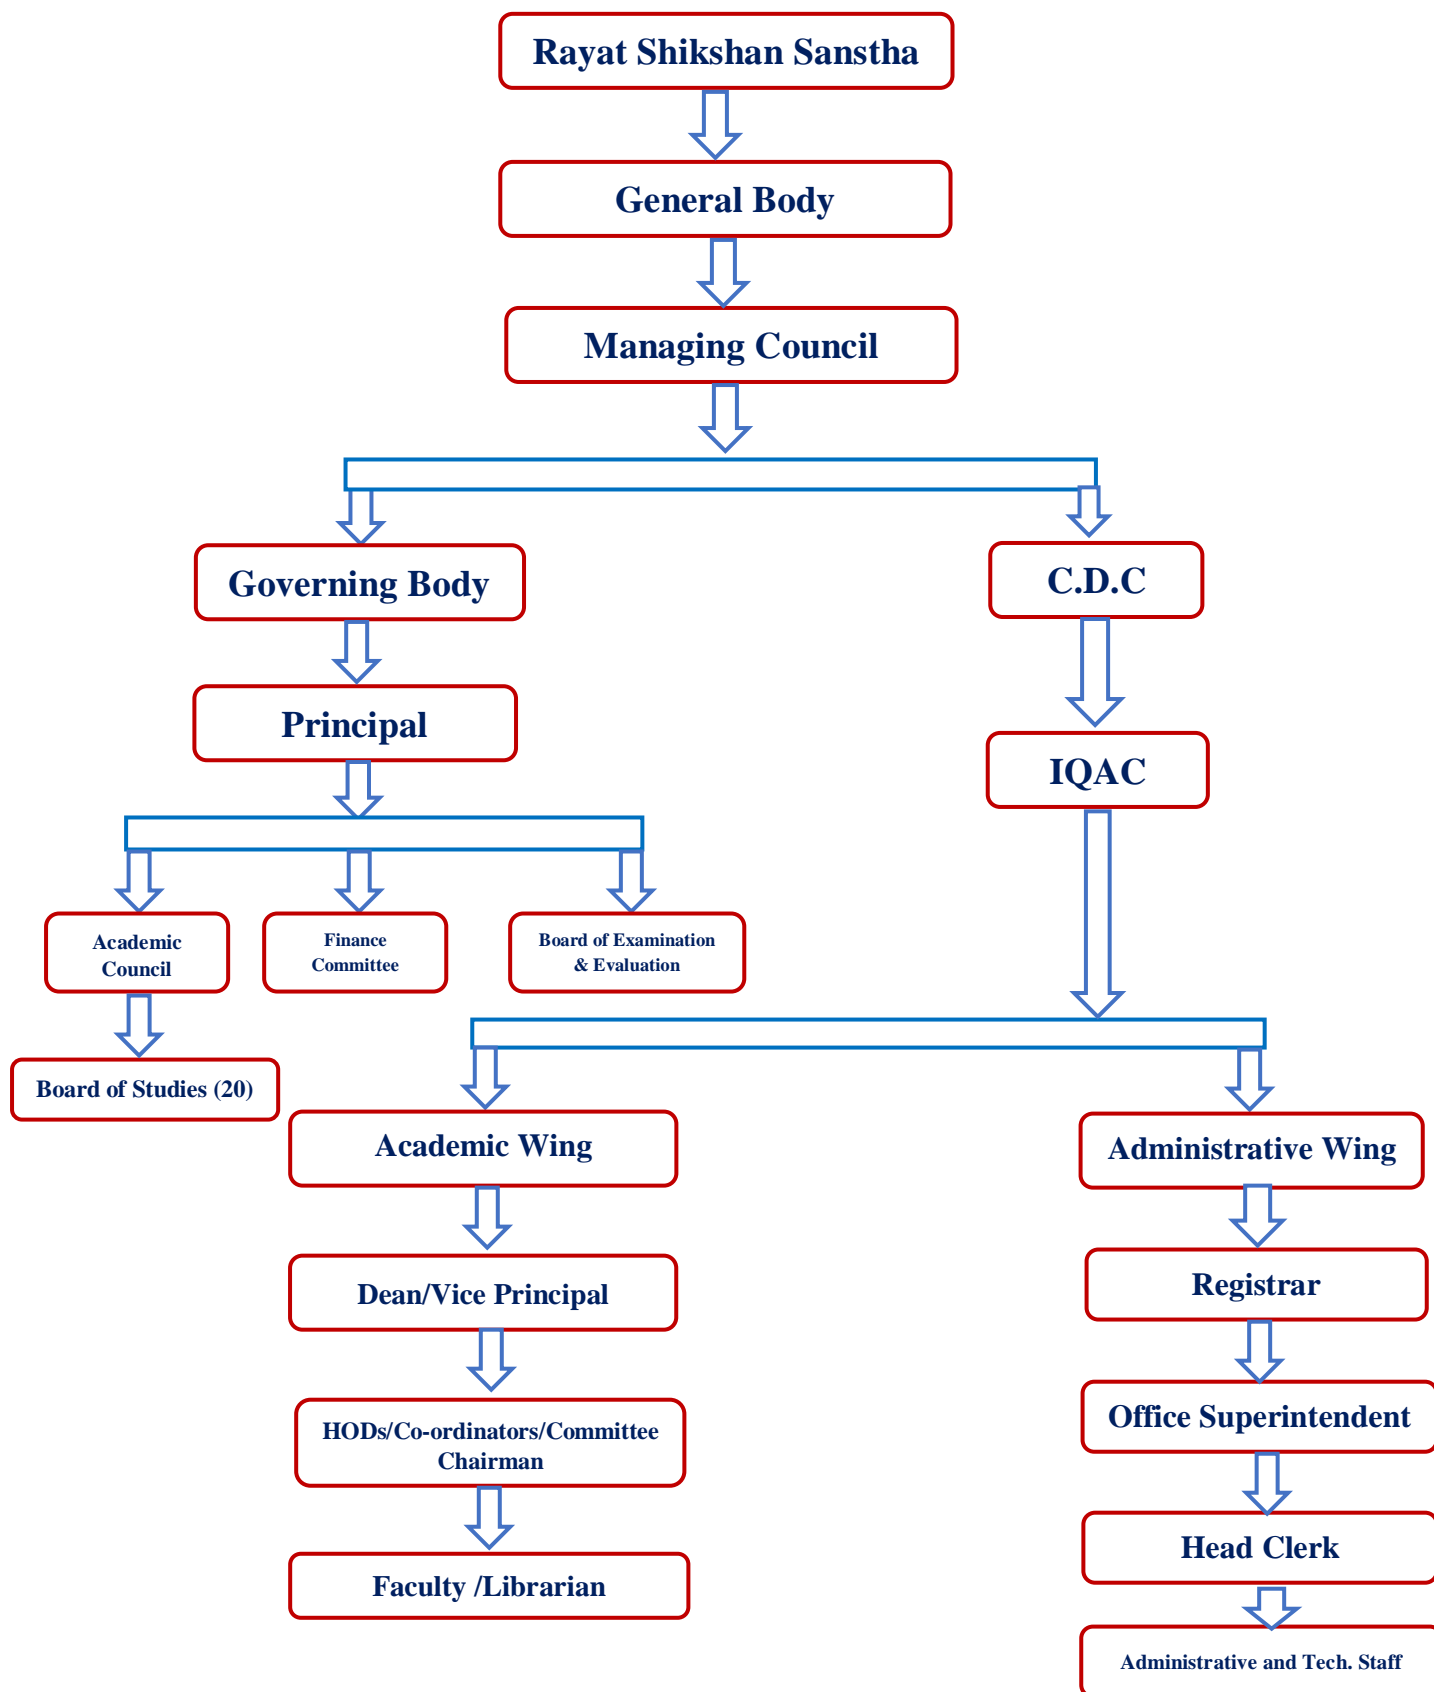 Rayat Shikshan Sanstha
General Body
Managing Council
Governing Body
C.D.C
Principal
IQAC
Academic
Council
Finance
Committee
Board of Examination
& Evaluation
Board of Studies (20)
Academic Wing
Administrative Wing
Dean/Vice Principal
Registrar
HODs/Co-ordinators/Committee
Chairman
Office Superintendent
Faculty /Librarian
Head Clerk
Administrative and Tech. Staff